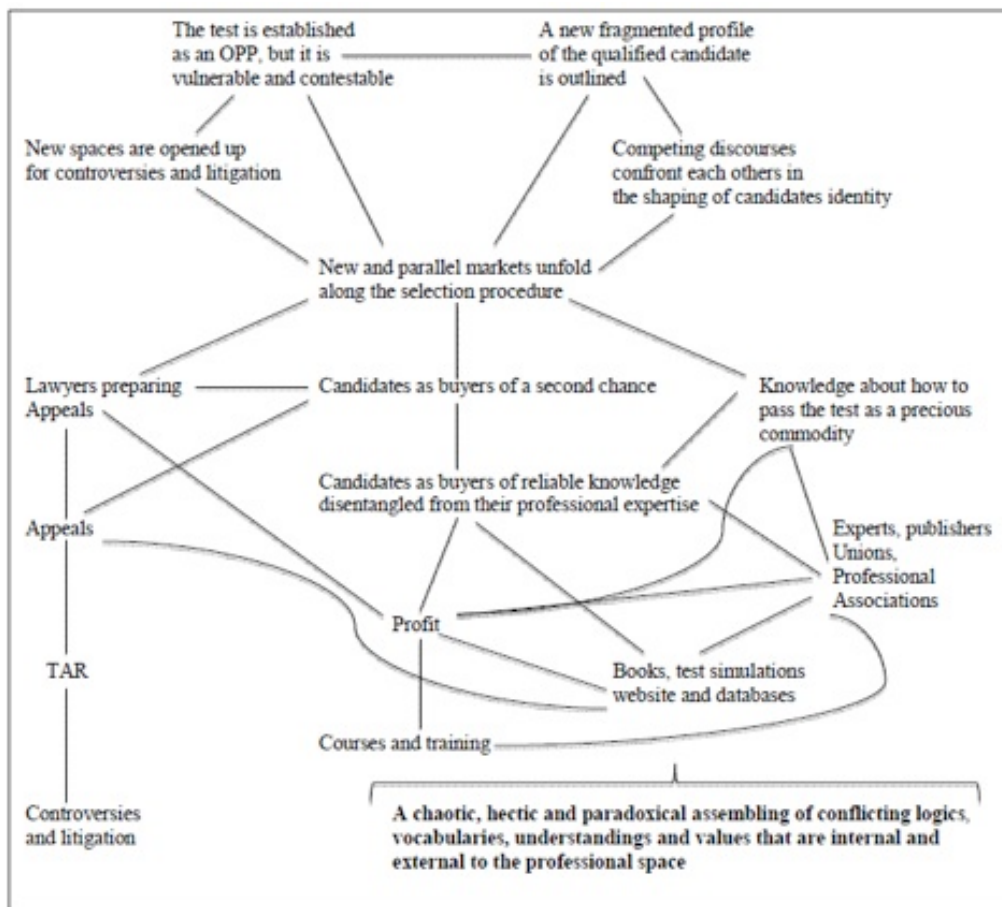 The test is established
as an OPP, but it is
vulnerable and contestable
A new fragmented profile
of the qualified candidate
is outlined
New spaces are opened up
for controversies and litigation
Competing discourses
confront each others in
the shaping of candidates identity
New and parallel markets unfold
along the selection procedure
Lawyers preparing
Appeals
Candidates as buyers of a second chance
Knowledge about how to
pass the test as a precious
commodity
Candidates as buyers of reliable knowledge
disentangled from their professional expertise
Appeals
Experts, publishers
Unions,
Professional
Associations
Profit
TAR
Books, test simulations
website and databases
Courses and training
Controversies
and litigation
A chaotic, hectic and paradoxical assembling of conflicting logics,
vocabularies, understandings and values that are internal and
external to the professional space